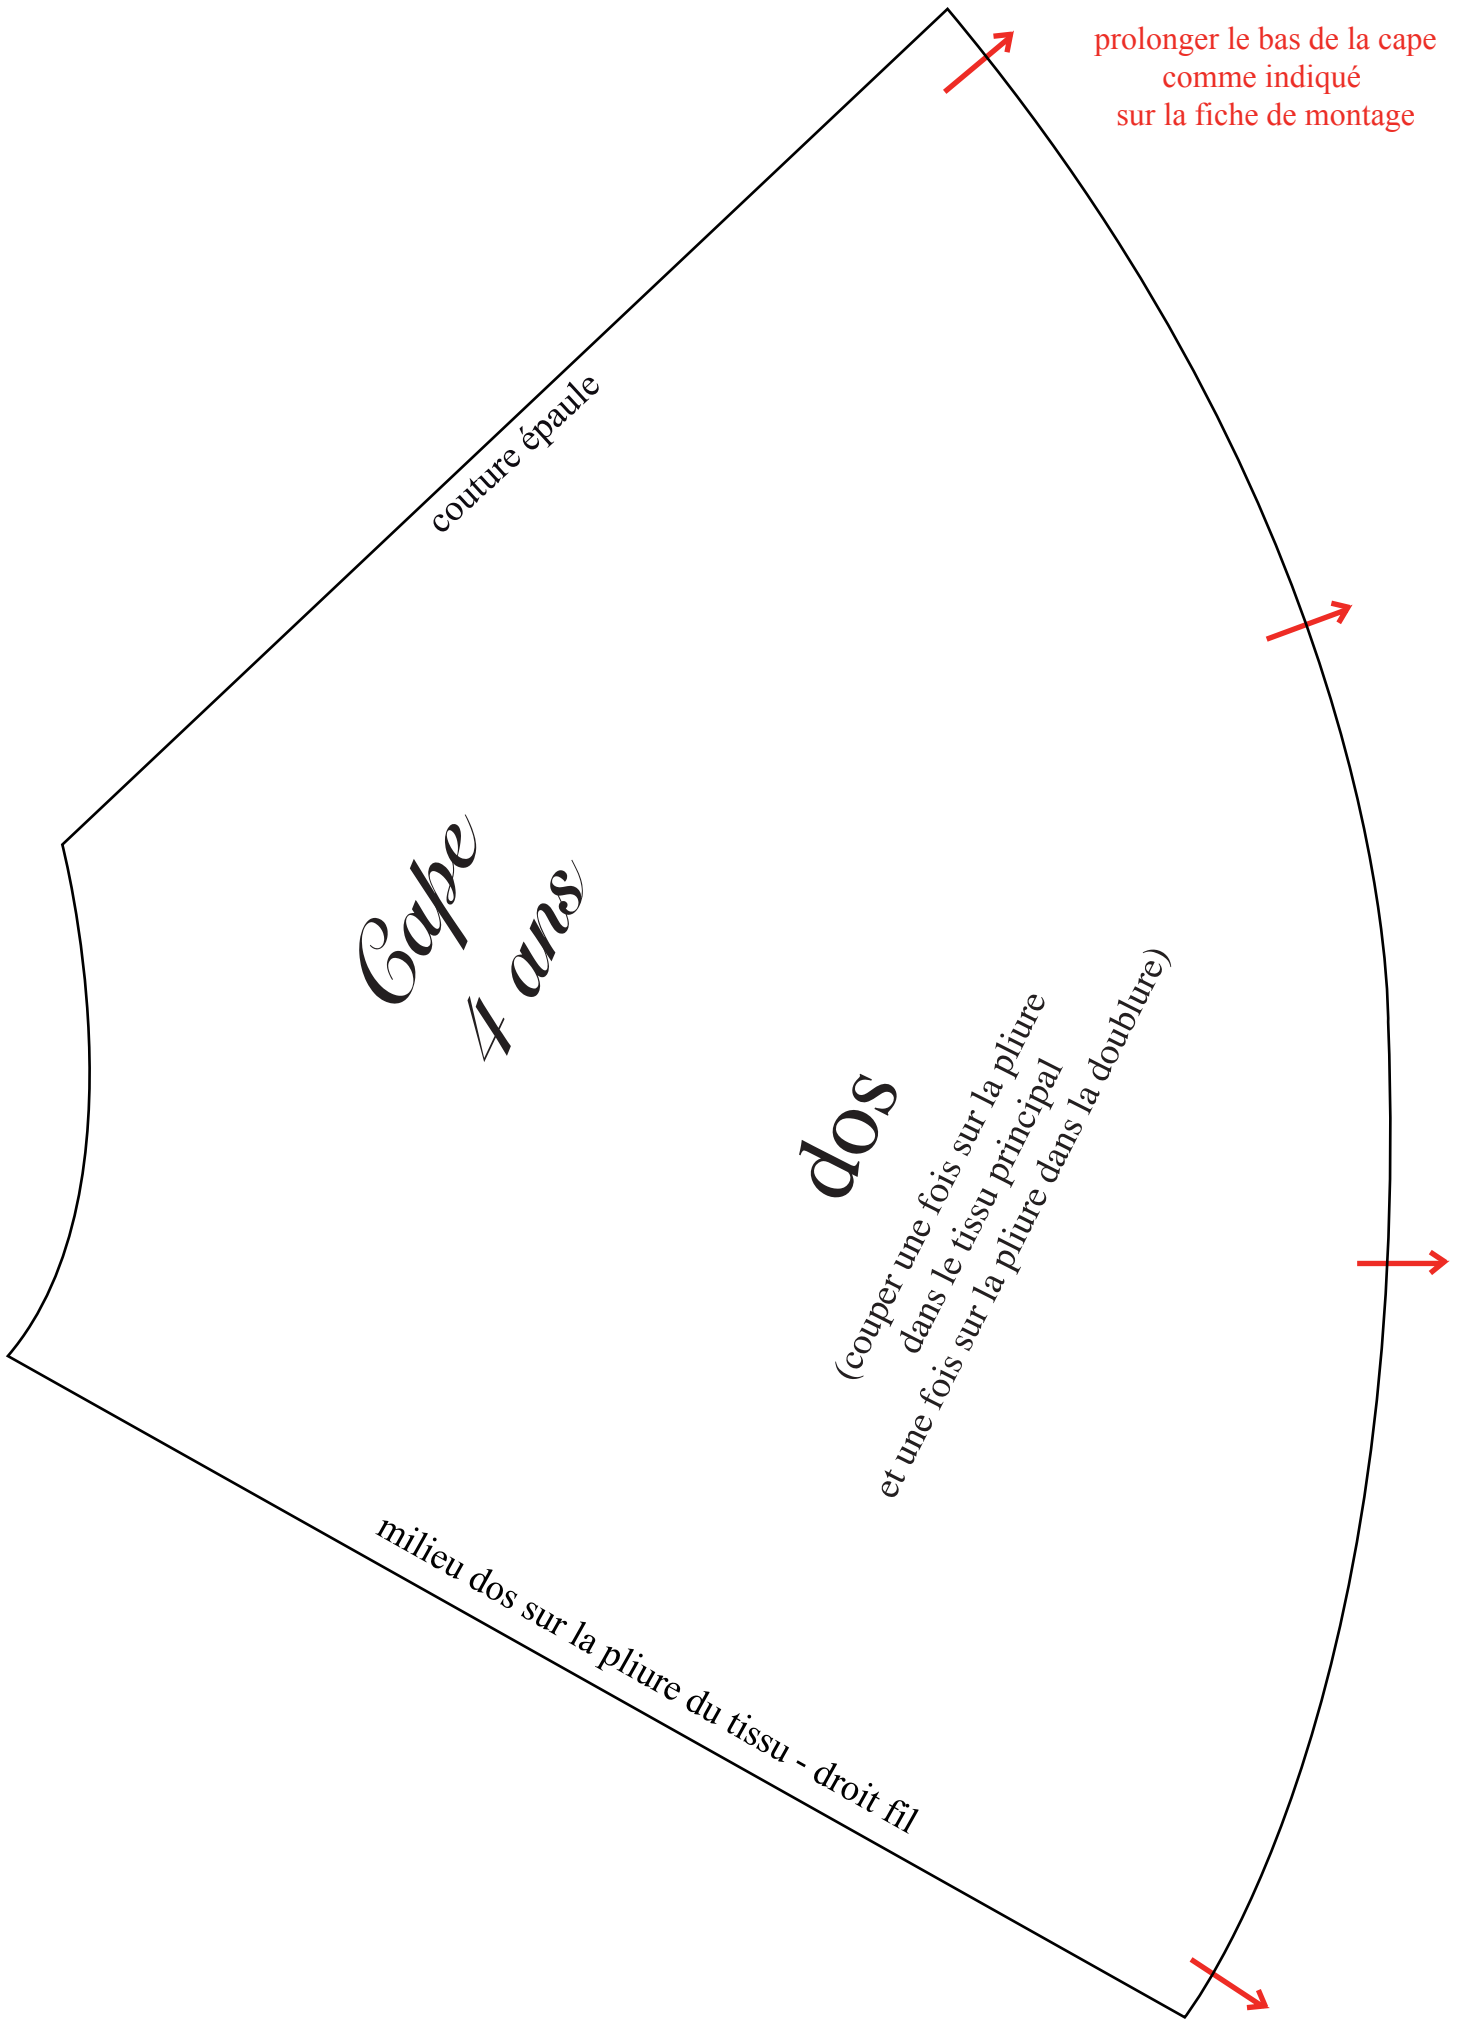 prolonger le bas de la cape
comme indiqué
sur la fiche de montage
couture épaule
Cape
4 ans
dos
(couper une fois sur la pliure
dans le tissu principal
et une fois sur la pliure dans la doublure)
milieu dos sur la pliure du tissu - droit fil